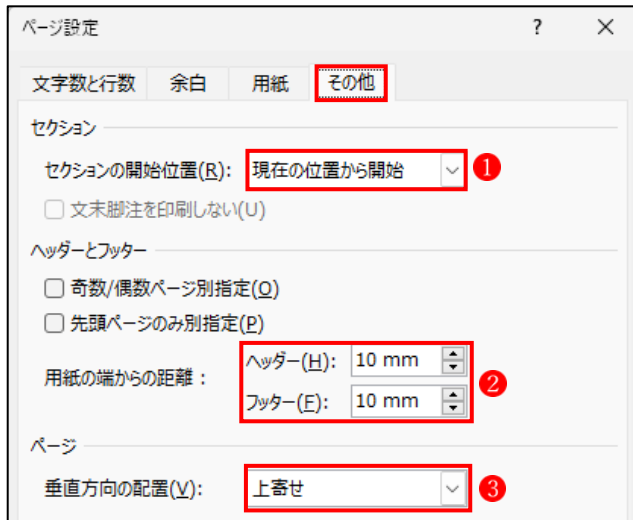 ページ設定 ?
文字数と行数 余白 用紙 その他
セクション
セクションの開始位置(R): 現在の位置から開始 1
文末脚注を印刷しない(U)
ヘッダーとフッター
奇数/偶数ページ別指定(O)
先頭ページのみ別指定(P)
用紙の端からの距離：
ヘッダー(H): 10 mm
フッター(F): 10 mm
2
ページ
垂直方向の配置(V): 上寄せ 3